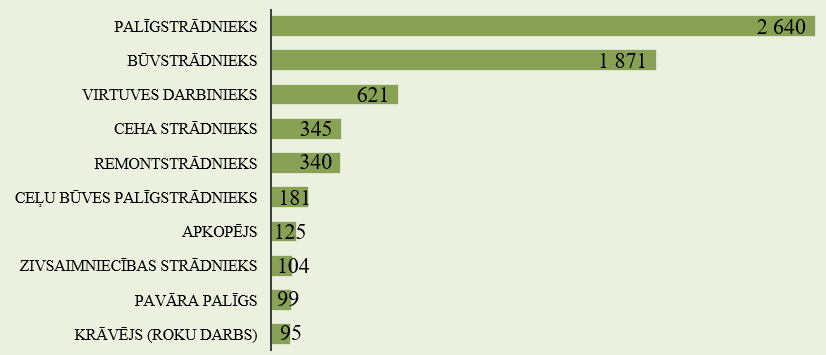 PALĪGSTRĀDNIEKS 2 640
BŪVSTRĀDNIEKS 1 871
VIRTUVES DARBINIEKS 621
CEHA STRĀDNIEKS 345
REMONTSTRĀDNIEKS 340
CEĻU BŪVES PALĪGSTRĀDNIEKS 181
APKOPĒJS 125
ZIVSAIMNIECĪBAS STRĀDNIEKS 104
PAVĀRA PALĪGS 99
KRĀVĒJS (ROKU DARBS) 95